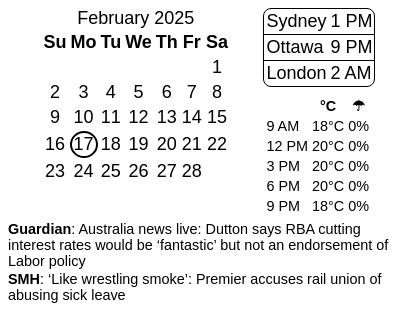 February 2025
Su Mo Tu We Th Fr Sa
1
2 3 4 5 6 7 8
9 10 11 12 13 14 15
16 17 18 19 20 21 22
23 24 25 26 27 28
Sydney 1 PM
Ottawa 9 PM
London 2 AM
°C ☂
9 AM 18°C 0%
12 PM 20°C 0%
3 PM 20°C 0%
6 PM 20°C 0%
9 PM 18°C 0%
Guardian: Australia news live: Dutton says RBA cutting
interest rates would be ‘fantastic’ but not an endorsement of
Labor policy
SMH: ‘Like wrestling smoke’: Premier accuses rail union of
abusing sick leave